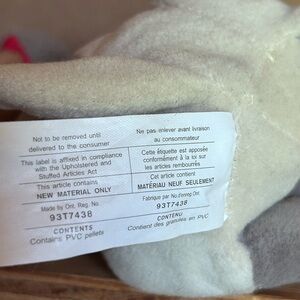 Not to be removed until
delivered to the consumer
This label is affixed in compliance
with the Upholstered and
Stuffed Articles Act
This article contains
NEW MATERIAL ONLY
Made by Ont. Reg. No.
93T7438
CONTENTS
Contains PVC pellets
Ne pas enlever avant livraison
au consommateur
Cette étiquette est apposée
conformément à la loi sur
les articles rembourrés
Cet article contient
MATÉRIAU NEUF SEULEMENT
Fabrique par No.d'enrg Ont.
93T7438
CONTENU
Contient des granules en PVC